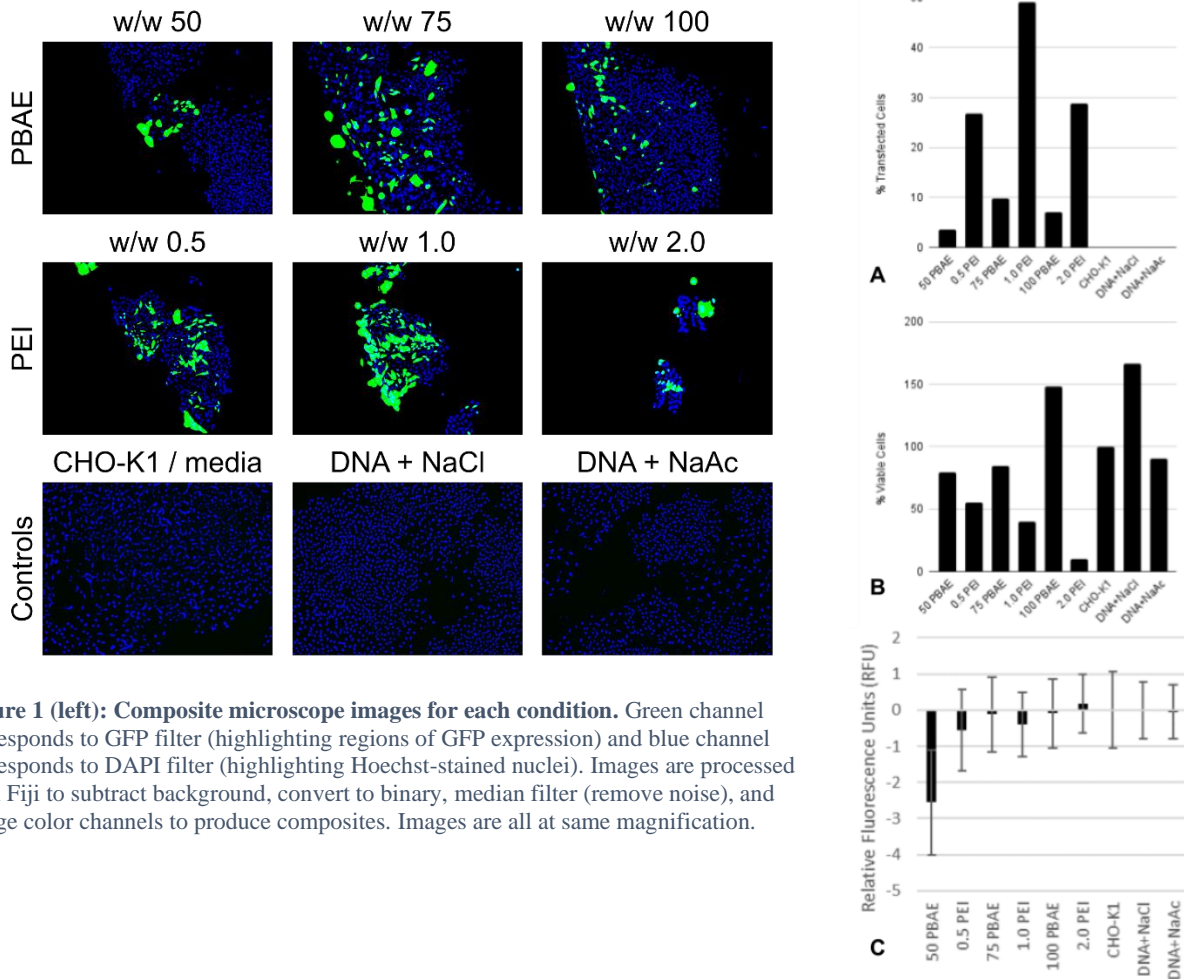 w/w 50 w/w 75 w/w 100
PBAE
w/w 0.5 w/w 1.0 w/w 2.0
PEI
CHO-K1 / media DNA + NaCl DNA + NaAc
Controls
ure 1 (left): Composite microscope images for each condition. Green channel
responds to GFP filter (highlighting regions of GFP expression) and blue channel
responds to DAPI filter (highlighting Hoechst-stained nuclei). Images are processed
Fiji to subtract background, convert to binary, median filter (remove noise), and
ge color channels to produce composites. Images are all at same magnification.
% Transfected Cells
40
30
20
10
0
50 PBAE 0.5 PEI 75 PBAE 1.0 PEI 100 PBAE 2.0 PEI CHO-K1 DNA+NaCl DNA+NaAc
A
% Viable Cells
200
150
100
50
0
50 PBAE 0.5 PEI 75 PBAE 1.0 PEI 100 PBAE 2.0 PEI CHO-K1 DNA+NaCl DNA+NaAc
B
Relative Fluorescence Units (RFU)
2
1
0
-1
-2
-3
-4
-5
50 PBAE 0.5 PEI 75 PBAE 1.0 PEI 100 PBAE 2.0 PEI CHO-K1 DNA+NaCl DNA+NaAc
C